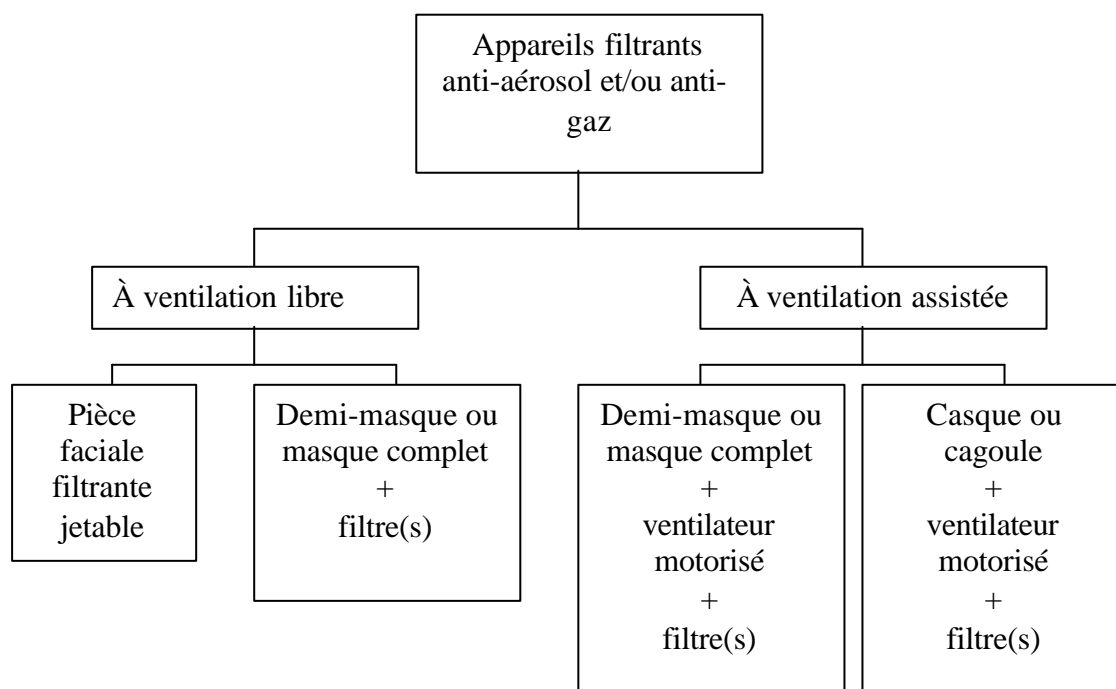 Appareils filtrants
anti-aérosol et/ou anti-
gaz
À ventilation libre
À ventilation assistée
Pièce
faciale
filtrante
jetable
Demi-masque ou
masque complet
+
filtre(s)
Demi-masque ou
masque complet
+
ventilateur
motorisé
+
filtre(s)
Casque ou
cagoule
+
ventilateur
motorisé
+
filtre(s)